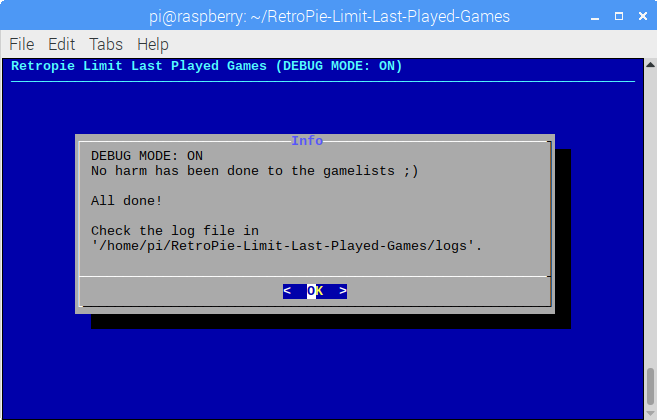 pi@raspberry: ~/RetroPie-Limit-Last-Played-Games
File Edit Tabs Help
Retropie Limit Last Played Games (DEBUG MODE: ON)
Info
DEBUG MODE: ON
No harm has been done to the gamelists ;)
All done!
Check the log file in
'/home/pi/RetroPie-Limit-Last-Played-Games/logs'.
< OK >